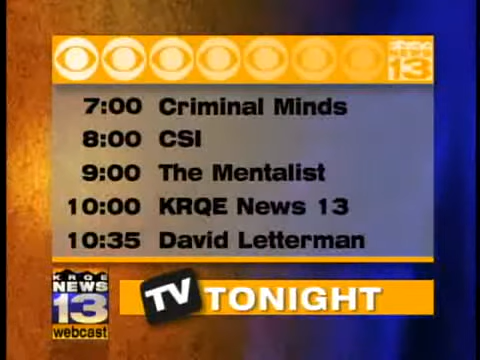 13
7:00 Criminal Minds
8:00 CSI
9:00 The Mentalist
10:00 KRQE News 13
10:35 David Letterman
KRQE
NEWS
13
webcast
TV TONIGHT